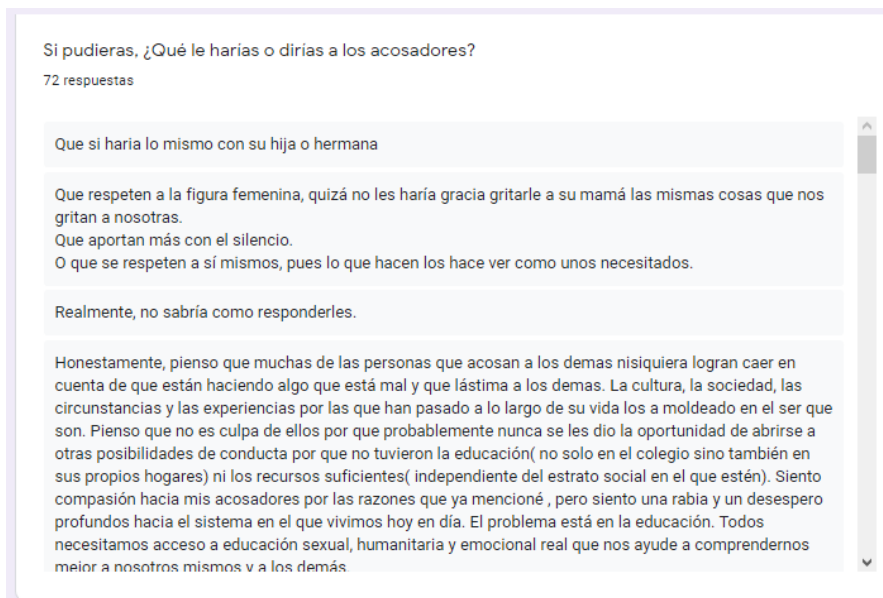 Si pudieras, ¿Qué le harías o dirías a los acosadores?
72 respuestas
Que si haria lo mismo con su hija o hermana
Que respeten a la figura femenina, quizá no les haría gracia gritarle a su mamá las mismas cosas que nos
gritan a nosotras.
Que aportan más con el silencio.
O que se respeten a sí mismos, pues lo que hacen los hace ver como unos necesitados.
Realmente, no sabría como responderles.
Honestamente, pienso que muchas de las personas que acosan a los demas nisiquiera logran caer en
cuenta de que están haciendo algo que está mal y que lástima a los demas. La cultura, la sociedad, las
circunstancias y las experiencias por las que han pasado a lo largo de su vida los a moldeado en el ser que
son. Pienso que no es culpa de ellos por que probablemente nunca se les dio la oportunidad de abrirse a
otras posibilidades de conducta por que no tuvieron la educación( no solo en el colegio sino también en
sus propios hogares) ni los recursos suficientes( independiente del estrato social en el que estén). Siento
compasión hacia mis acosadores por las razones que ya mencioné , pero siento una rabia y un desespero
profundos hacia el sistema en el que vivimos hoy en día. El problema está en la educación. Todos
necesitamos acceso a educación sexual, humanitaria y emocional real que nos ayude a comprendernos
mejor a nosotros mismos y a los demás.